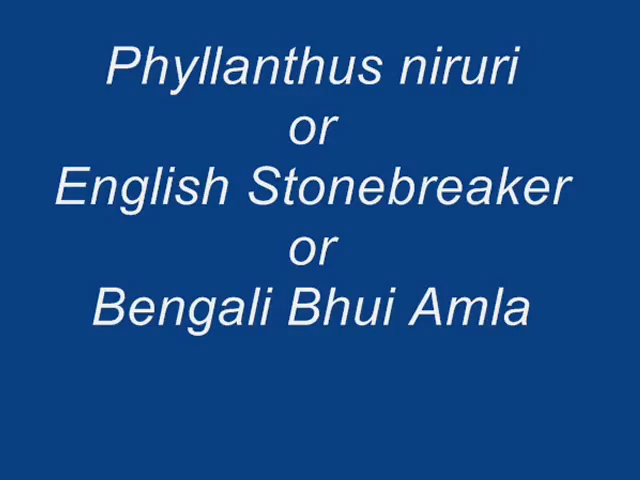 Phyllanthus niruri
or
English Stonebreaker
or
Bengali Bhui Amla